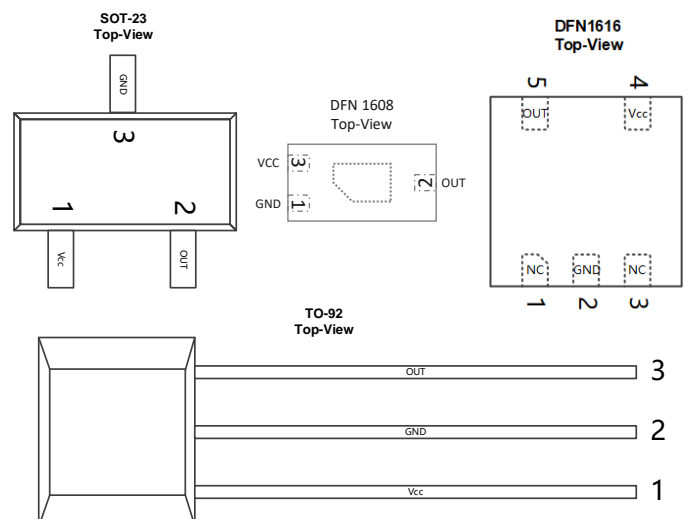 SOT-23
Top-View
GND
3
1
2
Vcc
OUT
DFN 1608
Top-View
VCC
3
GND
1
2
OUT
DFN1616
Top-View
5
4
OUT
Vcc
NC
GND
NC
1
2
3
TO-92
Top-View
OUT
3
GND
2
Vcc
1